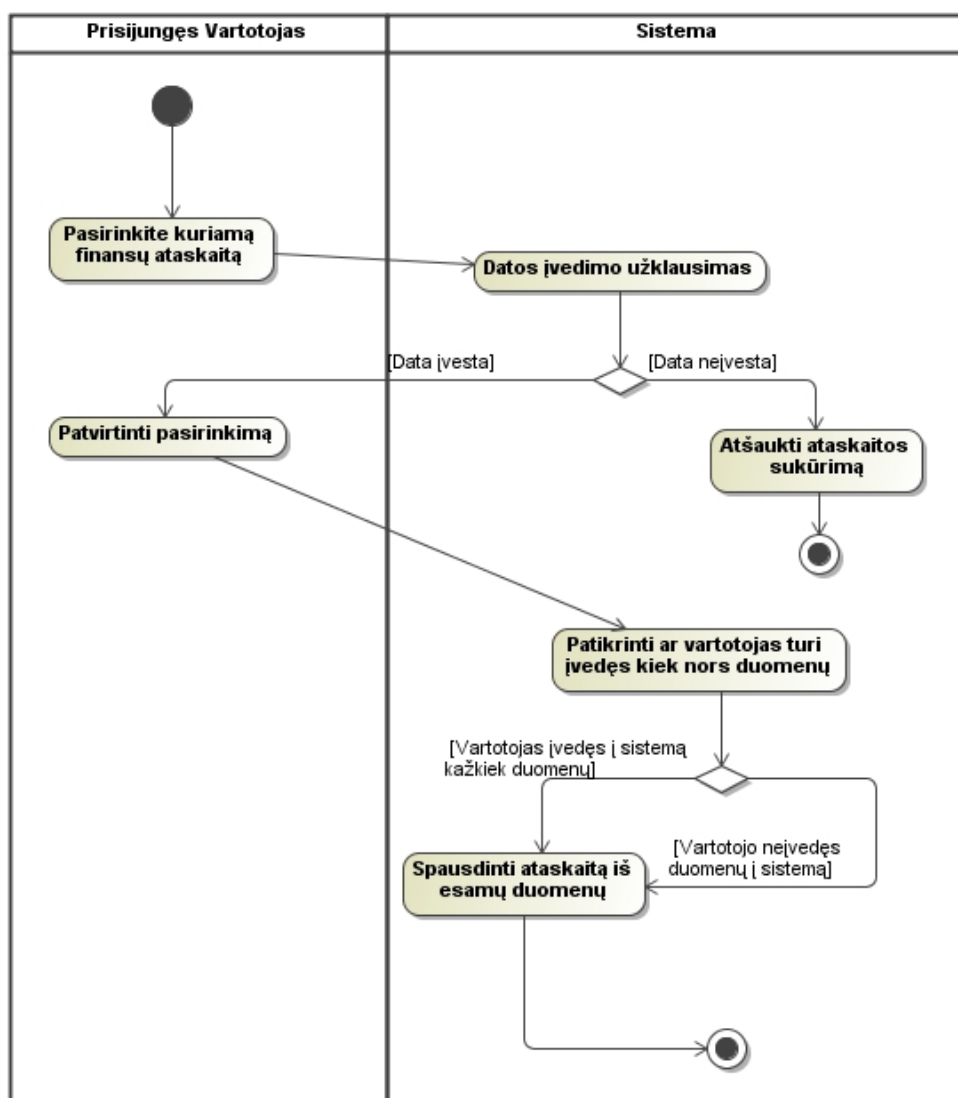 Prisijungęs Vartotojas
Sistema
Pasirinkite kuriamą
finansų ataskaitą
Datos įvedimo užklausimas
[Data įvesta]
[Data neįvesta]
Patvirtinti pasirinkimą
Atšaukti ataskaitos
sukūrimą
Patikrinti ar vartotojas turi
įvedęs kiek nors duomenų
[Vartotojas įvedęs į sistemą
kažkiek duomenų]
[Vartotojo neįvedęs
duomenų į sistemą]
Spausdinti ataskaitą iš
esamų duomenų